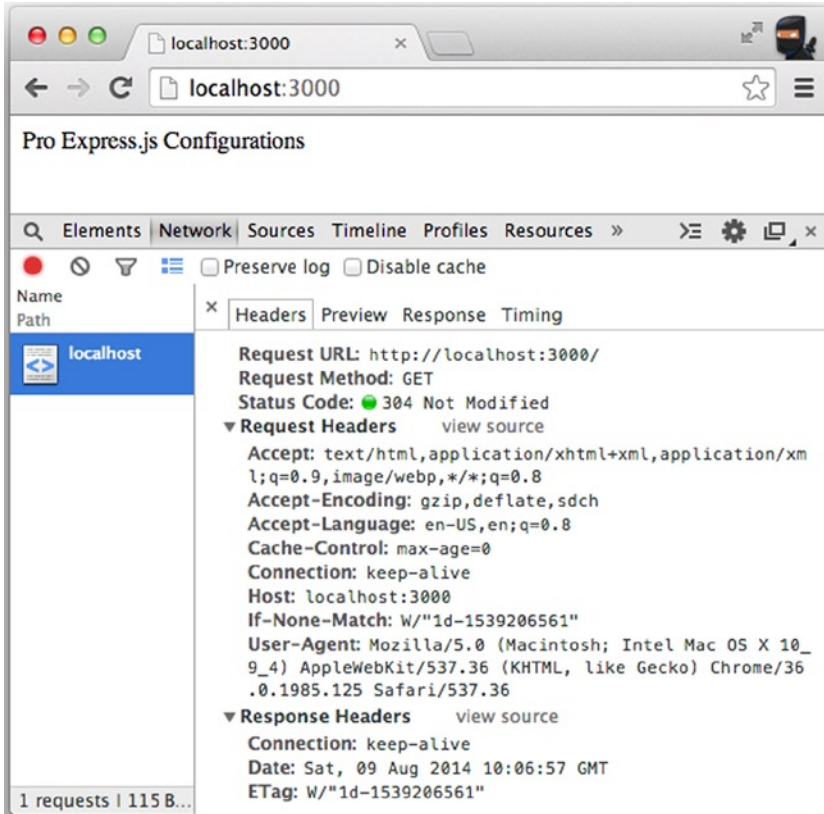 localhost:3000
localhost:3000
Pro Express.js Configurations
Elements Network Sources Timeline Profiles Resources »
Preserve log Disable cache
Name
Path
× Headers Preview Response Timing
localhost
Request URL: http://localhost:3000/
Request Method: GET
Status Code: 304 Not Modified
▼ Request Headers view source
Accept: text/html,application/xhtml+xml,application/xm
l;q=0.9,image/webp,*/*;q=0.8
Accept-Encoding: gzip,deflate,sdch
Accept-Language: en-US,en;q=0.8
Cache-Control: max-age=0
Connection: keep-alive
Host: localhost:3000
If-None-Match: W/"1d-1539206561"
User-Agent: Mozilla/5.0 (Macintosh; Intel Mac OS X 10_
9_4) AppleWebKit/537.36 (KHTML, like Gecko) Chrome/36
.0.1985.125 Safari/537.36
▼ Response Headers view source
Connection: keep-alive
Date: Sat, 09 Aug 2014 10:06:57 GMT
ETag: W/"1d-1539206561"
1 requests | 115 B...